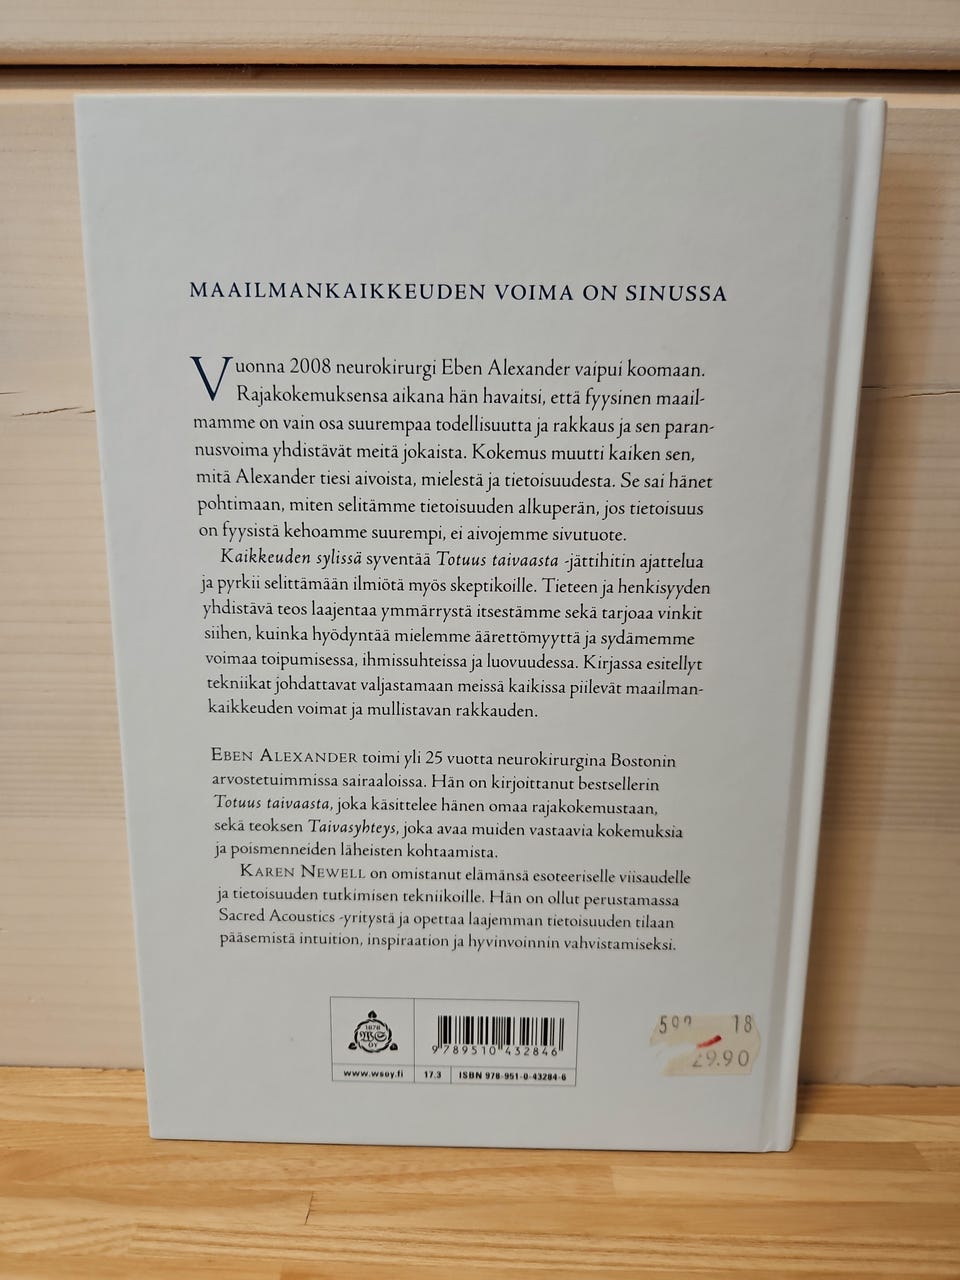 MAAILMANKAIKKEUDEN VOIMA ON SINUSSA
Vuonna 2008 neurokirurgi Eben Alexander vaipui koomaan.
Rajakokemuksensa aikana hän havaitsi, että fyysinen maail-
mamme on vain osa suurempaa todellisuutta ja rakkaus ja sen paran-
nusvoima yhdistävät meitä jokaista. Kokemus muutti kaiken sen,
mitä Alexander tiesi aivoista, mielestä ja tietoisuudesta. Se sai hänet
pohtimaan, miten selitämme tietoisuuden alkuperän, jos tietoisuus
on fyysistä kehoamme suurempi, ei aivojemme sivutuote.
Kaikkeuden sylissä syventää Totuus taivaasta -jättihitin ajattelua
ja pyrkii selittämään ilmiötä myös skeptikoille. Tieteen ja henkisyyden
yhdistävä teos laajentaa ymmärrystä itsestämme sekä tarjoaa vinkit
siihen, kuinka hyödyntää mielemme äärettömyyttä ja sydämemme
voimaa toipumisessa, ihmissuhteissa ja luovuudessa. Kirjassa esitellyt
tekniikat johdattavat valjastamaan meissä kaikissa piilevät maailman-
kaikkeuden voimat ja mullistavan rakkauden.
EBEN ALEXANDER toimi yli 25 vuotta neurokirurgina Bostonin
arvostetuimmissa sairaaloissa. Hän on kirjoittanut bestsellerin
Totuus taivaasta, joka käsittelee hänen omaa rajakokemustaan,
sekä teoksen Taivasyhteys, joka avaa muiden vastaavia kokemuksia
ja poismenneiden läheisten kohtaamista.
KAREN NEWELL on omistanut elämänsä esoteeriselle viisaudelle
ja tietoisuuden tutkimisen tekniikoille. Hän on ollut perustamassa
Sacred Acoustics -yritystä ja opettaa laajemman tietoisuuden tilaan
pääsemistä intuition, inspiraation ja hyvinvoinnin vahvistamiseksi.
1878
WS
OY
9 789510 432846
www.wsoy.fi 17.3 ISBN 978-951-0-43284-6
18
29.90